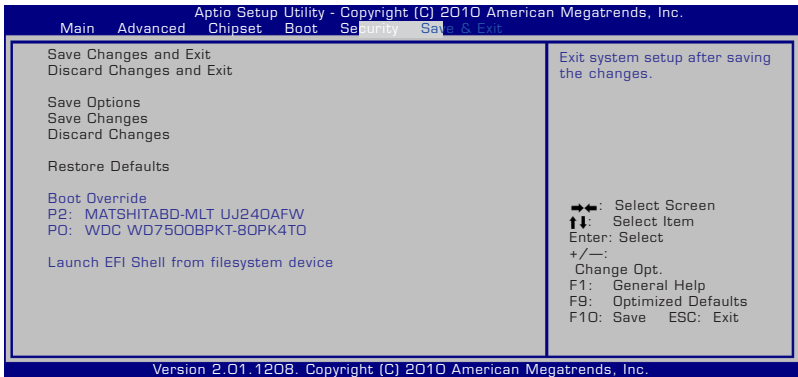 Aptio Setup Utility - Copyright (C) 2010 American Megatrends, Inc.
Main Advanced Chipset Boot Security Save & Exit
Save Changes and Exit
Discard Changes and Exit
Save Options
Save Changes
Discard Changes
Restore Defaults
Boot Override
P2: MATSHITABD-MLT UJ240AFW
P0: WDC WD7500BPKT-80PK4T0
Launch EFI Shell from filesystem device
Exit system setup after saving
the changes.
→←: Select Screen
↑↓: Select Item
Enter: Select
+/—:
Change Opt.
F1: General Help
F9: Optimized Defaults
F10: Save ESC: Exit
Version 2.01.1208. Copyright (C) 2010 American Megatrends, Inc.